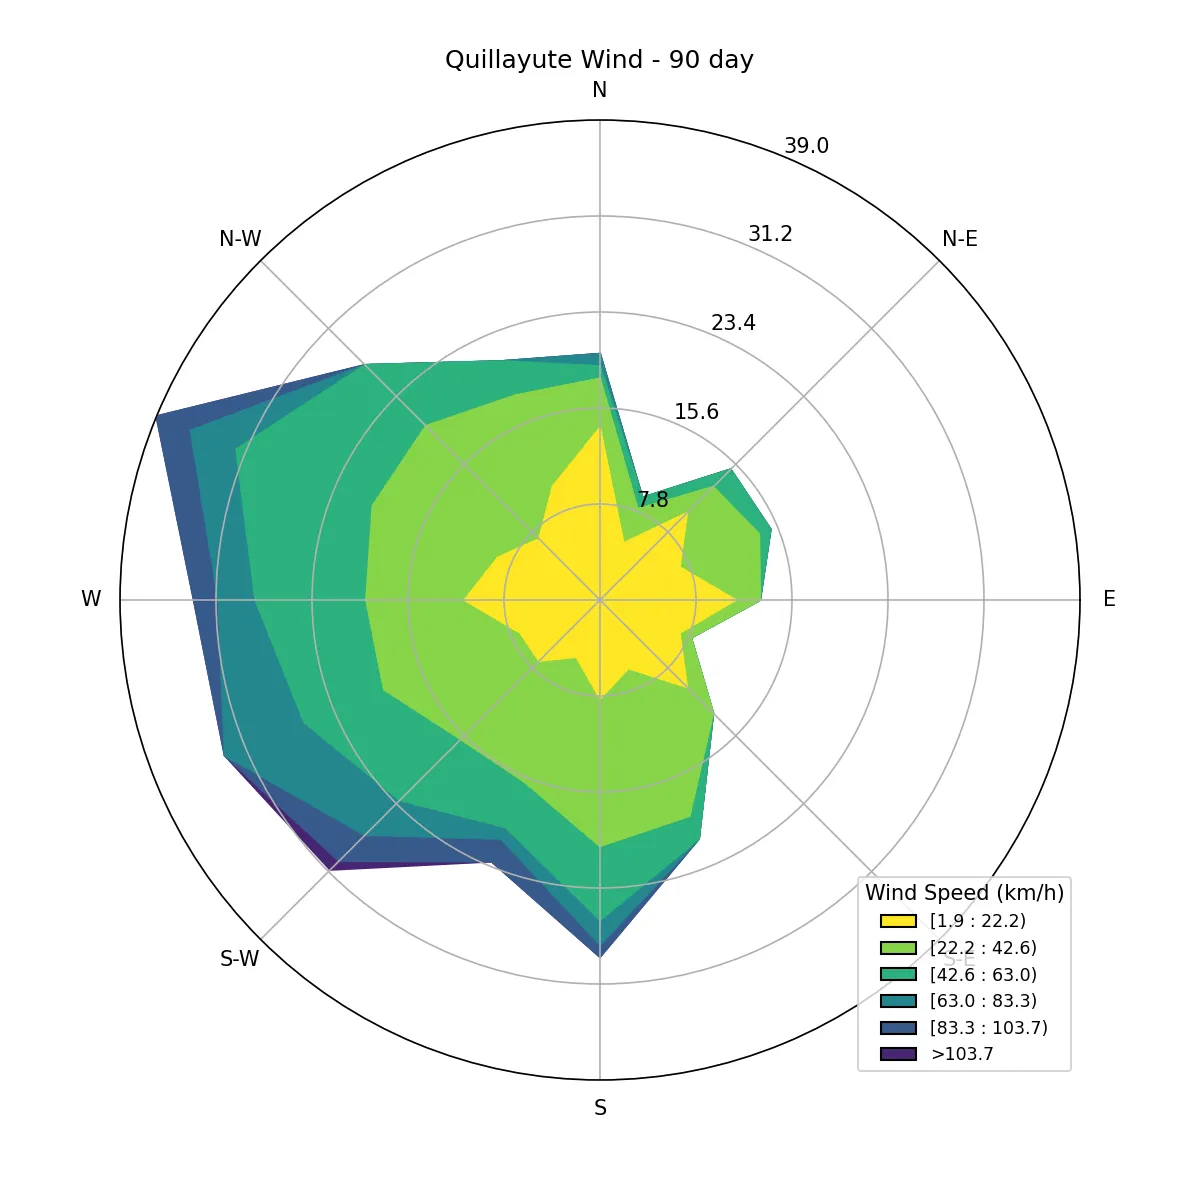 Quillayute Wind - 90 day
N
39.0
31.2
N-W
N-E
23.4
15.6
7.8
W
E
S-W
S-E
S
Wind Speed (km/h)
[1.9 : 22.2)
[22.2 : 42.6)
[42.6 : 63.0)
[63.0 : 83.3)
[83.3 : 103.7)
>103.7